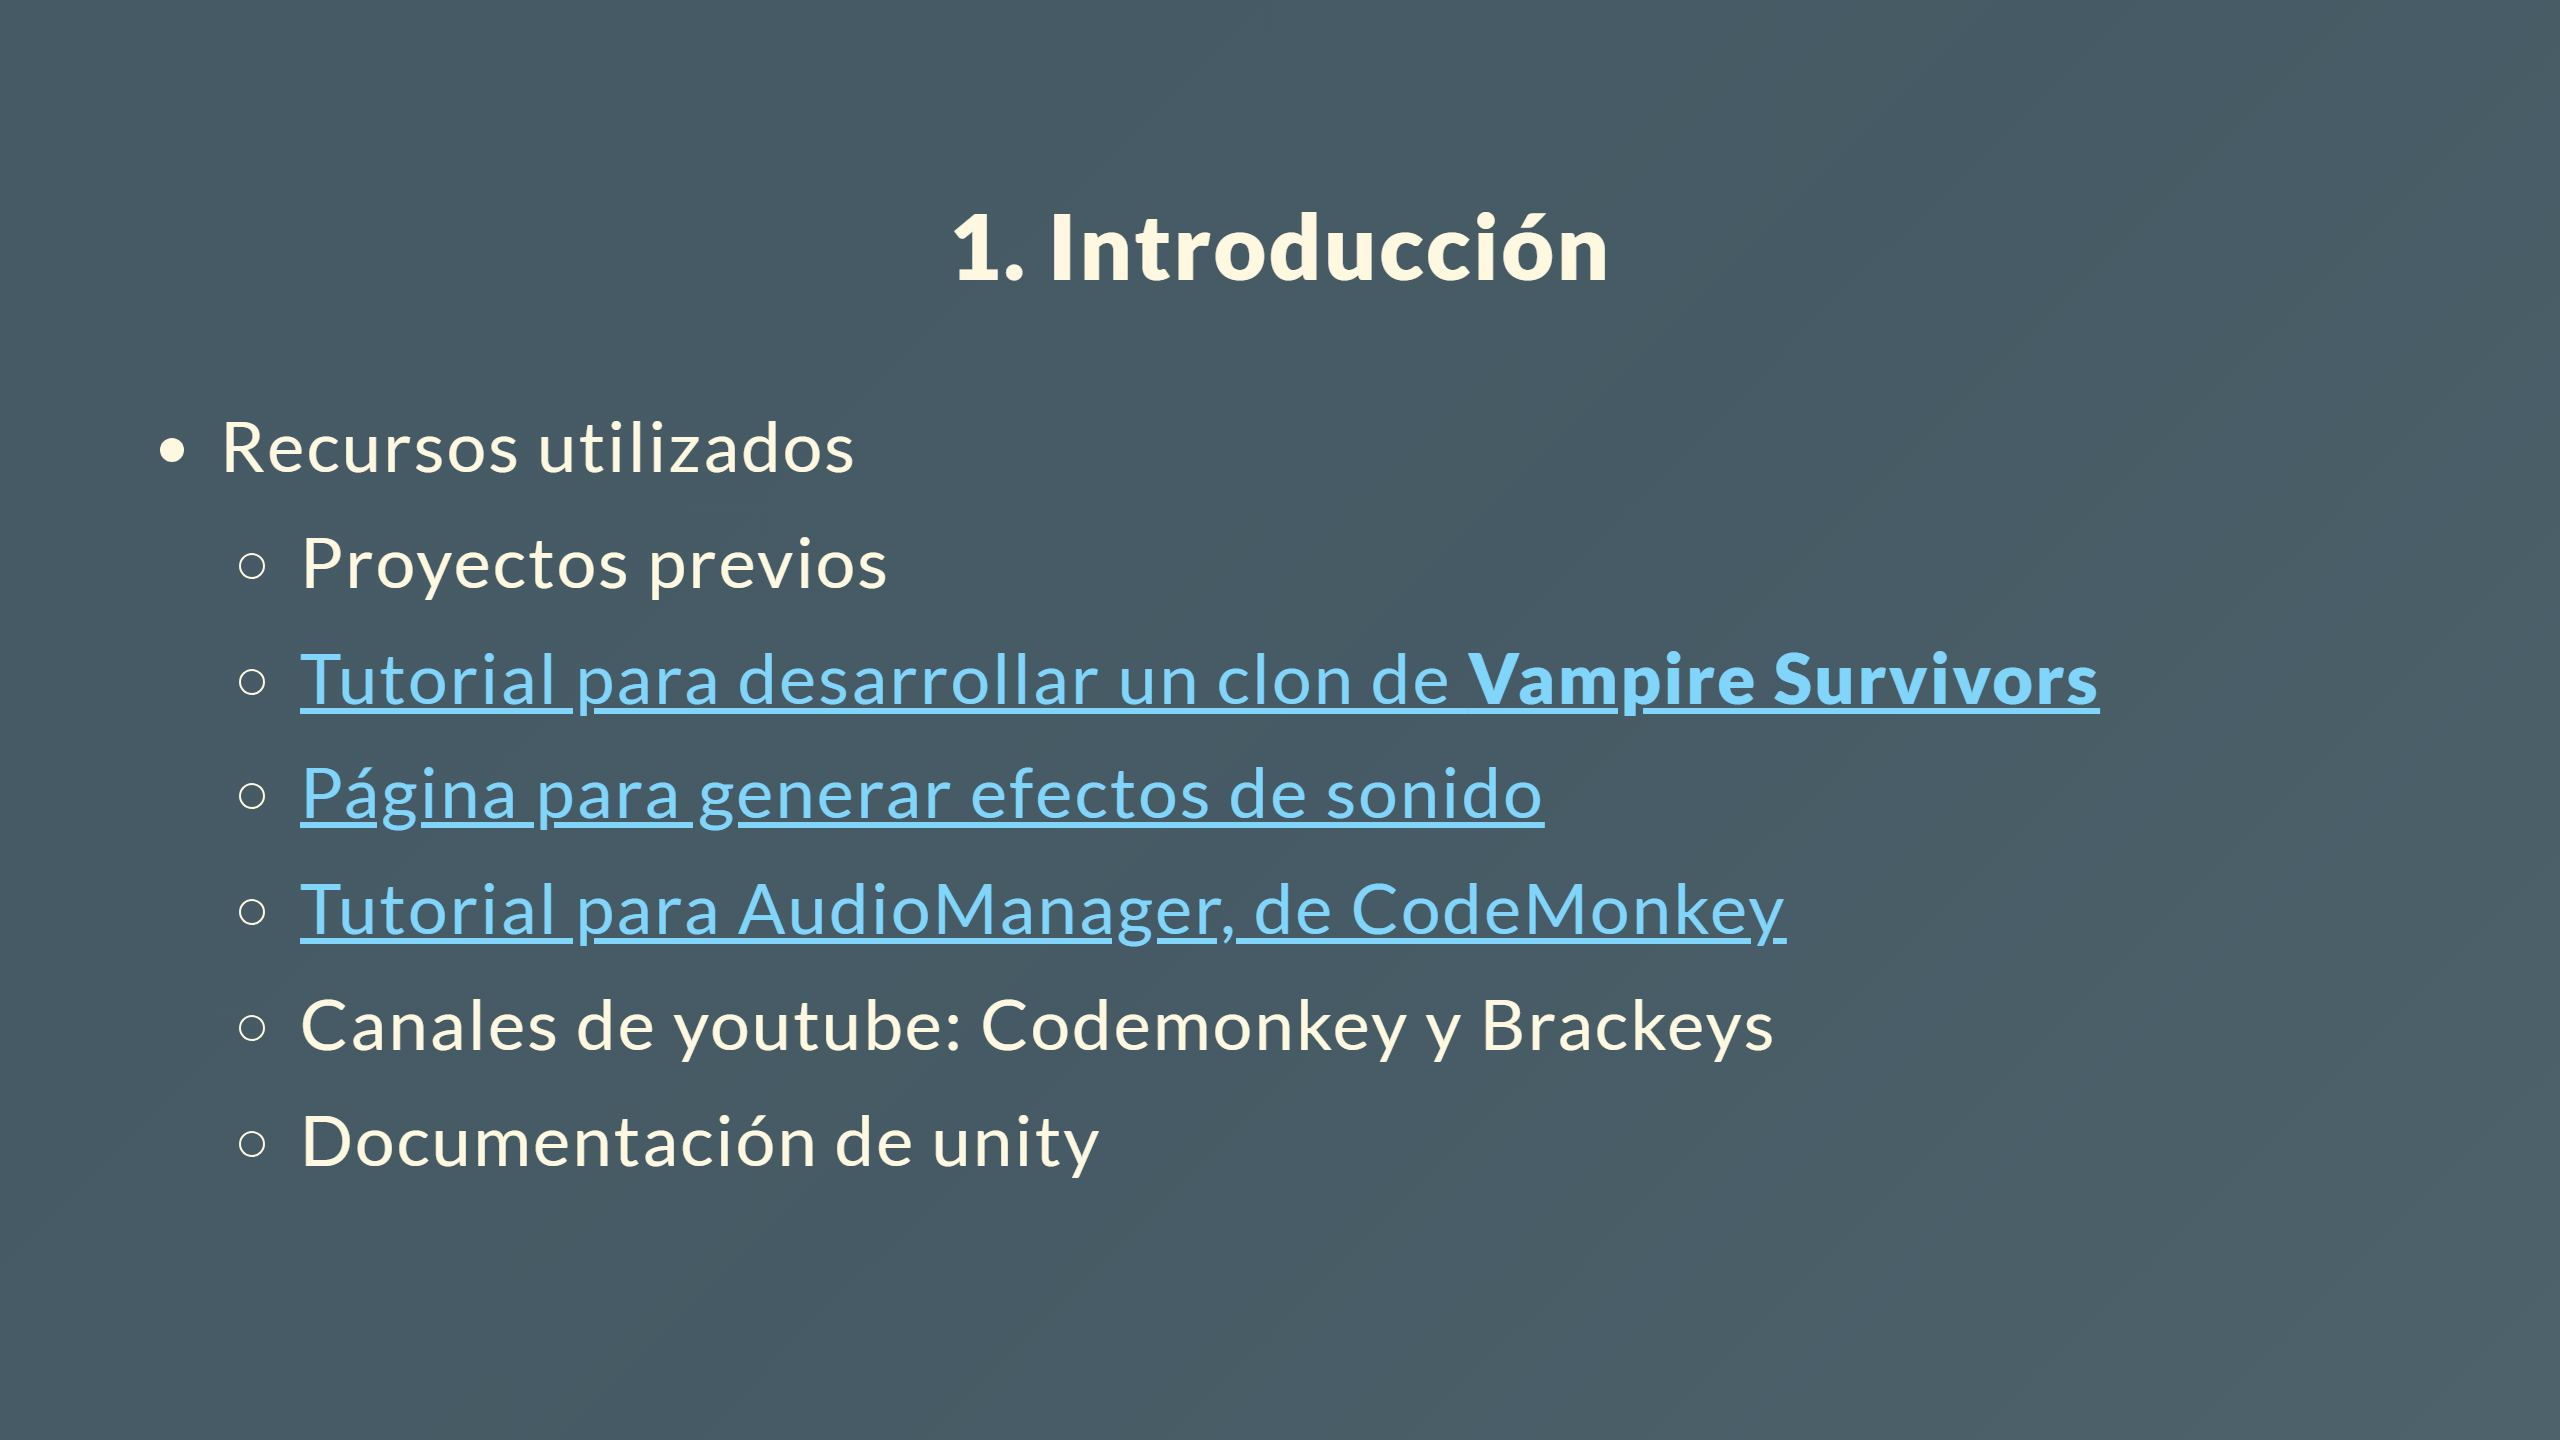 1. Introducción
Recursos utilizados
Proyectos previos
Tutorial para desarrollar un clon de Vampire Survivors
Página para generar efectos de sonido
Tutorial para AudioManager, de CodeMonkey
Canales de youtube: Codemonkey y Brackeys
Documentación de unity